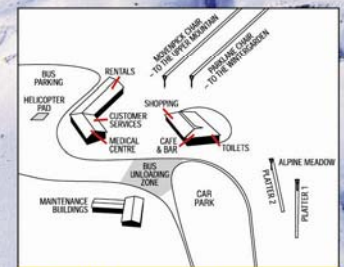 MOVENPICK CHAIR
– TO THE UPPER MOUNTAIN
PARKLANE CHAIR
– TO THE WINTERGARDEN
BUS
PARKING
RENTALS
HELICOPTER
PAD
SHOPPING
CUSTOMER
SERVICES
MEDICAL
CENTRE
CAFE
& BAR
TOILETS
BUS
UNLOADING
ZONE
ALPINE MEADOW
PLATTER 2
PLATTER 1
CAR
PARK
MAINTENANCE
BUILDINGS